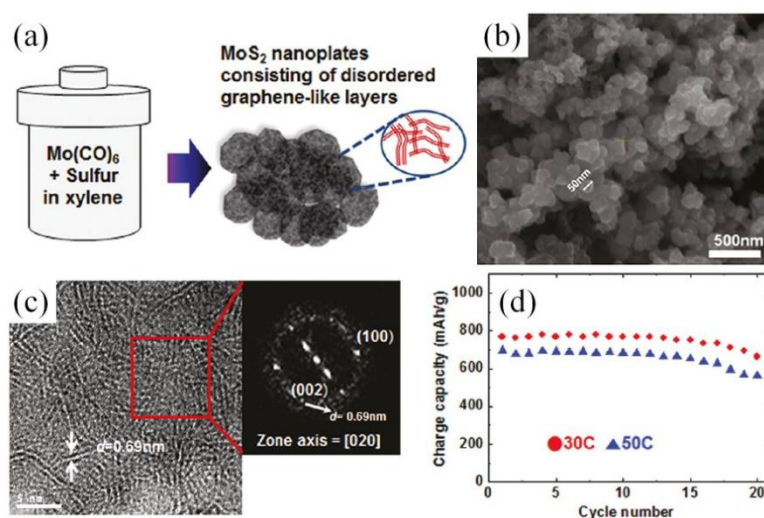 (a)
MoS₂ nanoplates
consisting of disordered
graphene-like layers
Mo(CO)₆
+ Sulfur
in xylene
(b)
50nm
500nm
(c)
d=0.69nm
5 nm
(100)
(002)
d= 0.69nm
Zone axis = [020]
(d)
Charge capacity (mAh/g)
1000
800
600
400
200
0
30C
50C
5
10
15
20
Cycle number